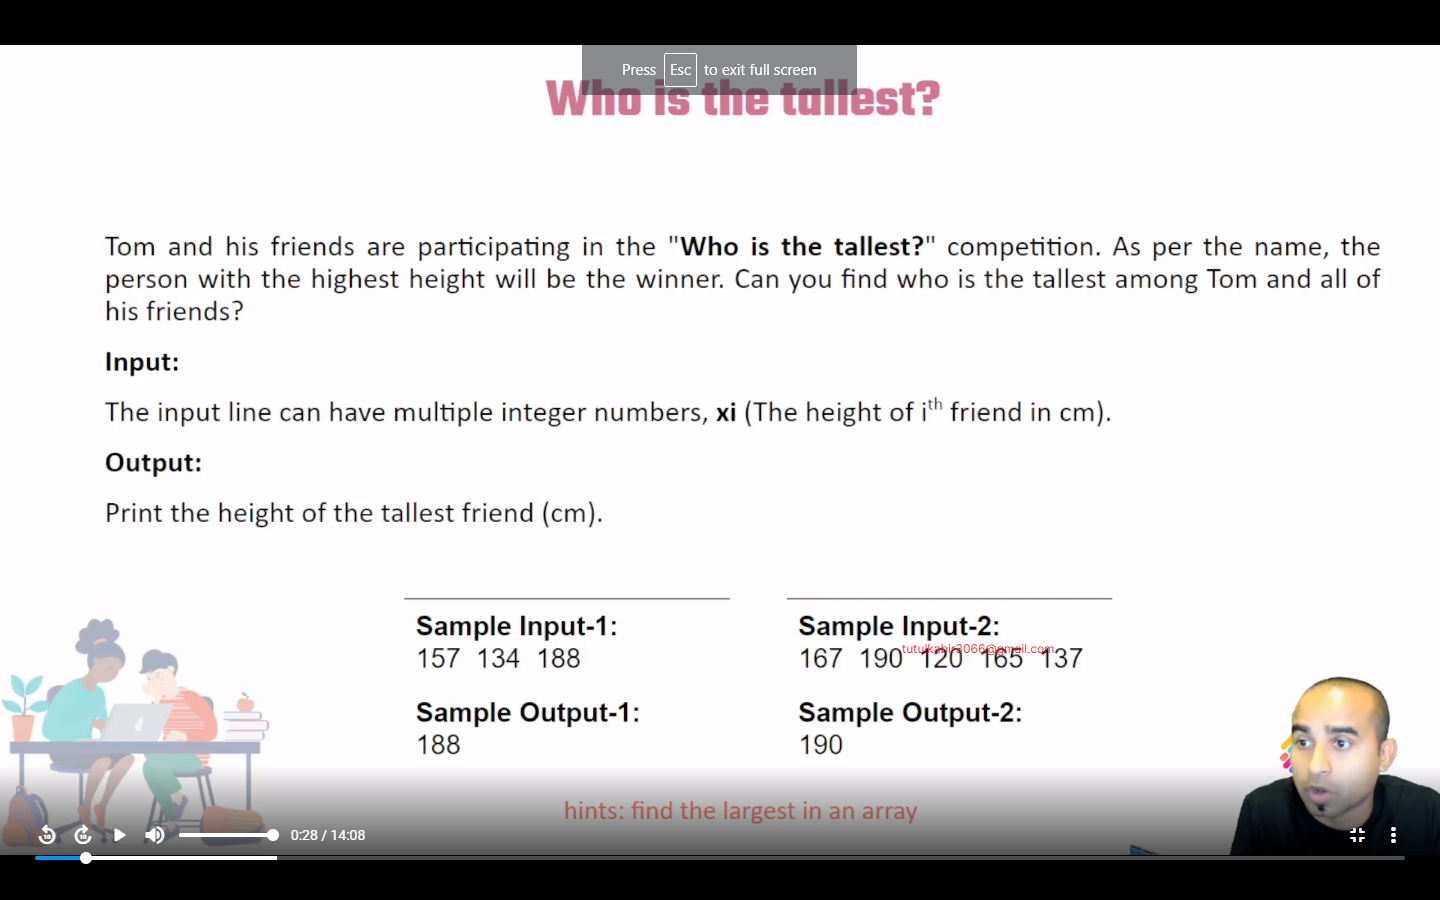 Press Esc to exit full screen
Who is the tallest?
Tom and his friends are participating in the "Who is the tallest?" competition. As per the name, the
person with the highest height will be the winner. Can you find who is the tallest among Tom and all of
his friends?
Input:
The input line can have multiple integer numbers, xi (The height of ith friend in cm).
Output:
Print the height of the tallest friend (cm).
Sample Input-1:
157 134 188
Sample Output-1:
188
Sample Input-2:
tutulkabir3066@gmail.com
167 190 120 165 137
Sample Output-2:
190
hints: find the largest in an array
10 10 0:28 / 14:08